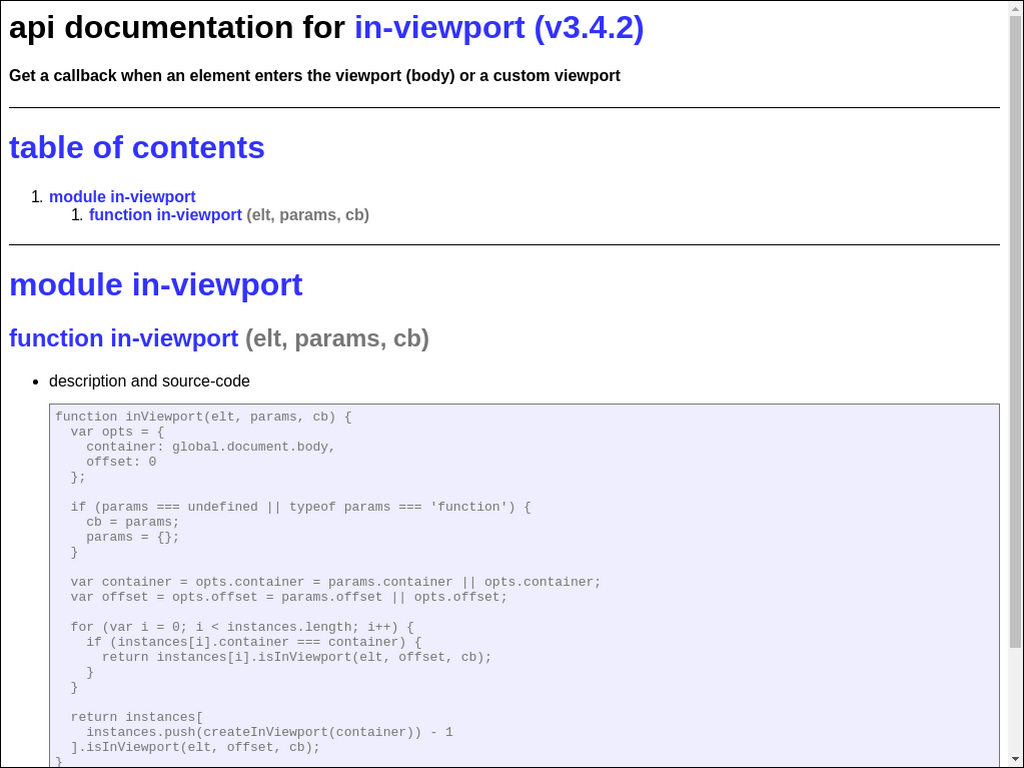 api documentation for in-viewport (v3.4.2)
Get a callback when an element enters the viewport (body) or a custom viewport
table of contents
1. module in-viewport
1. function in-viewport (elt, params, cb)
module in-viewport
function in-viewport (elt, params, cb)
• description and source-code
function inViewport(elt, params, cb) {
  var opts = {
    container: global.document.body,
    offset: 0
  };

  if (params === undefined || typeof params === 'function') {
    cb = params;
    params = {};
  }

  var container = opts.container = params.container || opts.container;
  var offset = opts.offset = params.offset || opts.offset;

  for (var i = 0; i < instances.length; i++) {
    if (instances[i].container === container) {
      return instances[i].isInViewport(elt, offset, cb);
    }
  }

  return instances[
    instances.push(createInViewport(container)) - 1
  ].isInViewport(elt, offset, cb);
}